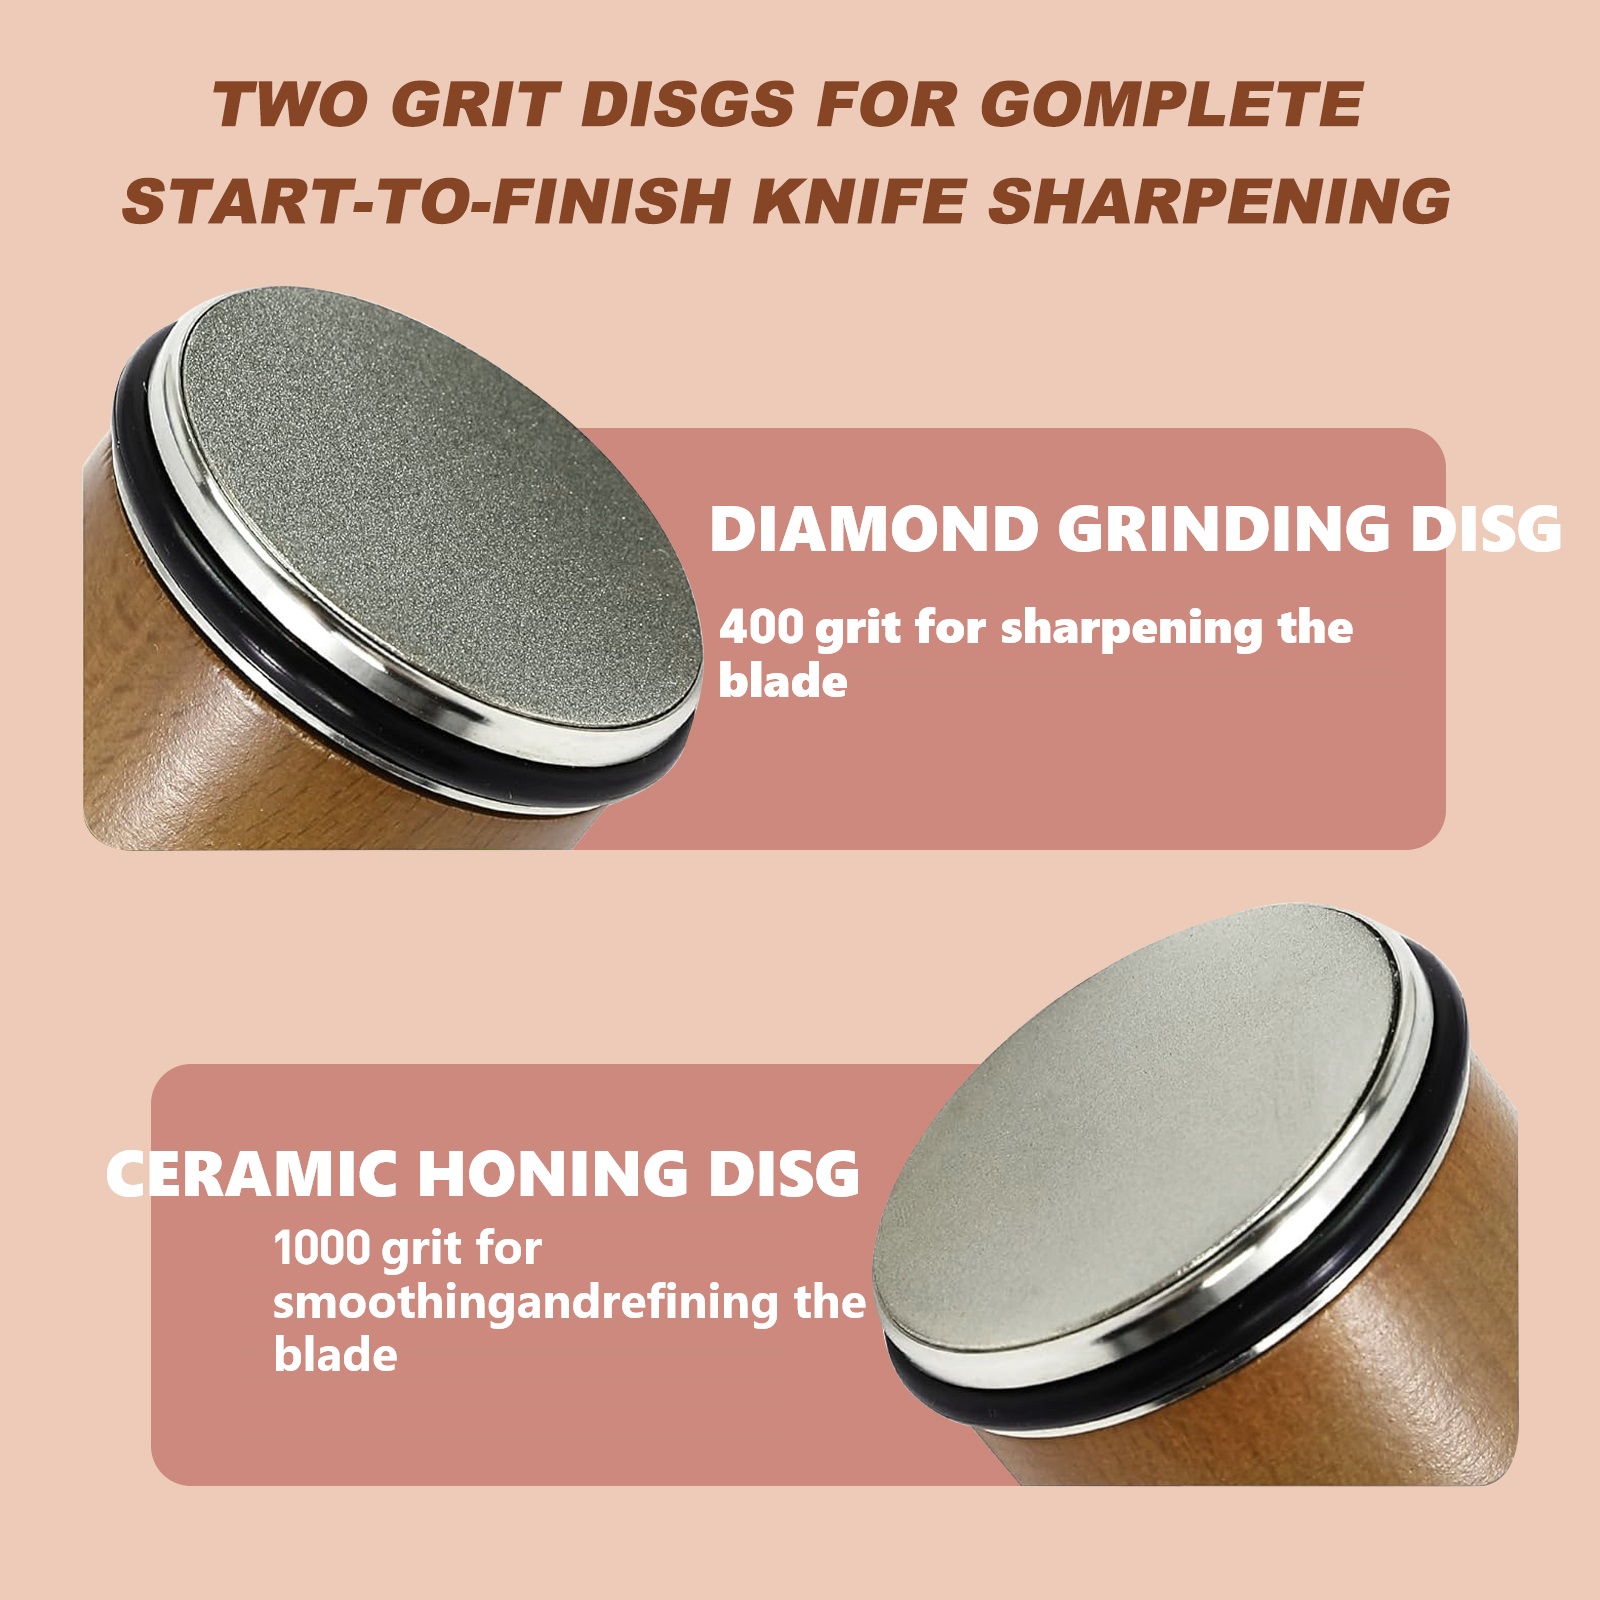 TWO GRIT DISGS FOR GOMPLETE
START-TO-FINISH KNIFE SHARPENING
DIAMOND GRINDING DISG
400 grit for sharpening the
blade
CERAMIC HONING DISG
1000 grit for
smoothingandrefining the
blade